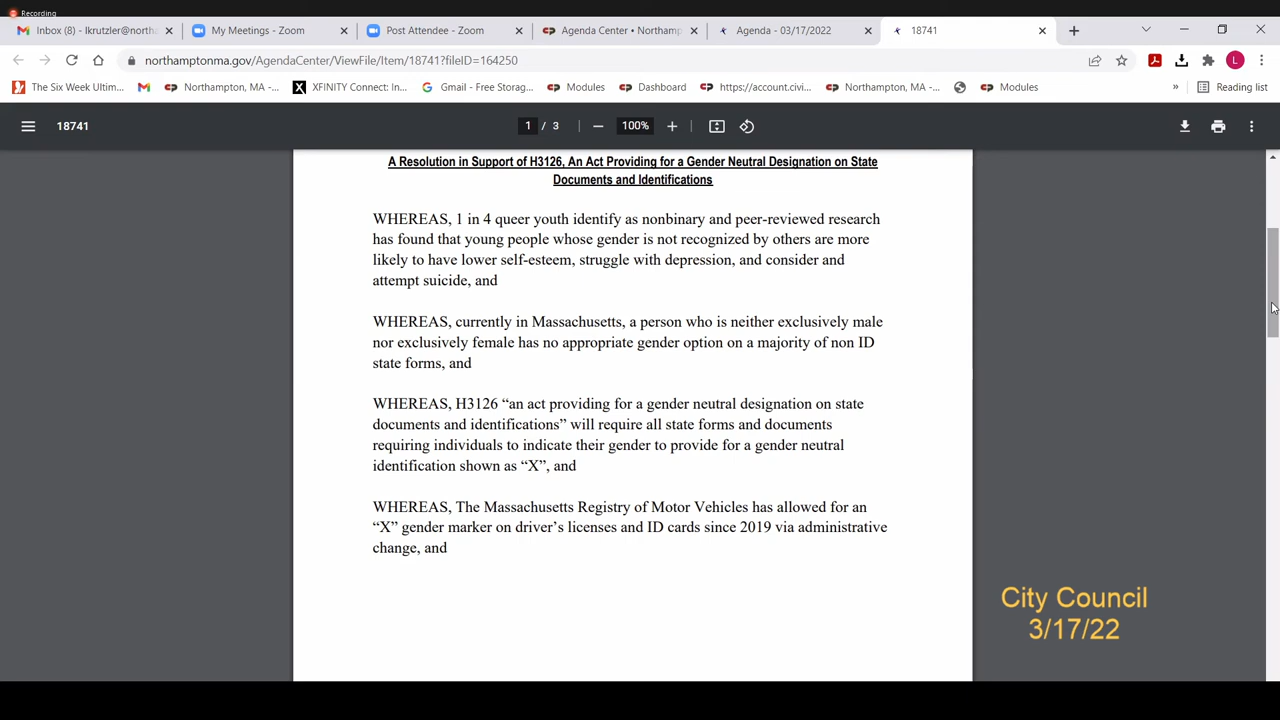 Recording
Inbox (8) - lkrutzler@north
My Meetings - Zoom
Post Attendee - Zoom
Agenda Center • Northamp
Agenda - 03/17/2022
18741
northamptonma.gov/AgendaCenter/ViewFile/Item/18741?fileID=164250
L
The Six Week Ultim...
Northampton, MA -...
XFINITY Connect: In...
Gmail - Free Storag...
Modules
Dashboard
https://account.civi...
Northampton, MA -...
Modules
»
Reading list
18741
1 / 3
100%
A Resolution in Support of H3126, An Act Providing for a Gender Neutral Designation on State
Documents and Identifications
WHEREAS, 1 in 4 queer youth identify as nonbinary and peer-reviewed research
has found that young people whose gender is not recognized by others are more
likely to have lower self-esteem, struggle with depression, and consider and
attempt suicide, and
WHEREAS, currently in Massachusetts, a person who is neither exclusively male
nor exclusively female has no appropriate gender option on a majority of non ID
state forms, and
WHEREAS, H3126 “an act providing for a gender neutral designation on state
documents and identifications” will require all state forms and documents
requiring individuals to indicate their gender to provide for a gender neutral
identification shown as “X”, and
WHEREAS, The Massachusetts Registry of Motor Vehicles has allowed for an
“X” gender marker on driver’s licenses and ID cards since 2019 via administrative
change, and
City Council
3/17/22